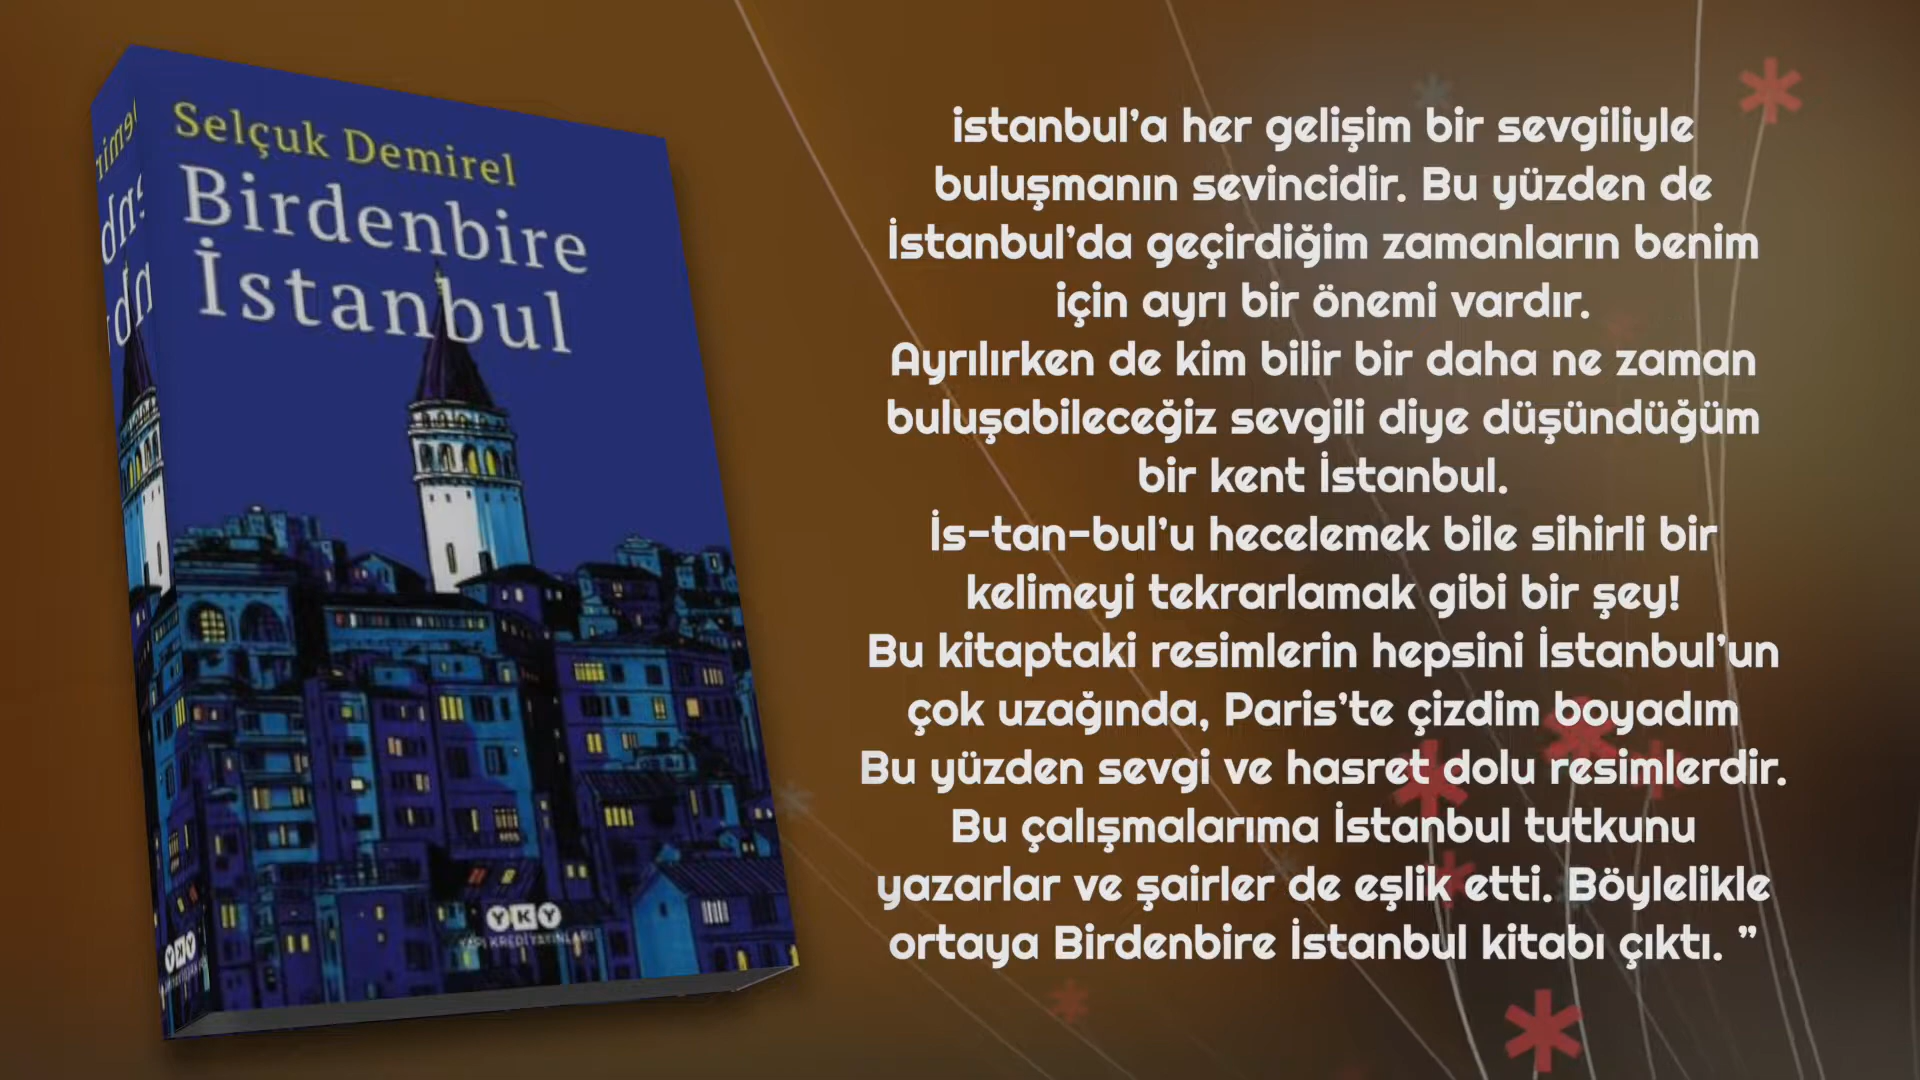 Selçuk Demirel
Birdenbire
İstanbul
YKY
YAPI KREDİ YAYINLARI
YKY
istanbul’a her gelişim bir sevgiliyle
buluşmanın sevincidir. Bu yüzden de
İstanbul’da geçirdiğim zamanların benim
için ayrı bir önemi vardır.
Ayrılırken de kim bilir bir daha ne zaman
buluşabileceğiz sevgili diye düşündüğüm
bir kent İstanbul.
İs-tan-bul’u hecelemek bile sihirli bir
kelimeyi tekrarlamak gibi bir şey!
Bu kitaptaki resimlerin hepsini İstanbul’un
çok uzağında, Paris’te çizdim boyadım
Bu yüzden sevgi ve hasret dolu resimlerdir.
Bu çalışmalarıma İstanbul tutkunu
yazarlar ve şairler de eşlik etti. Böylelikle
ortaya Birdenbire İstanbul kitabı çıktı. ”